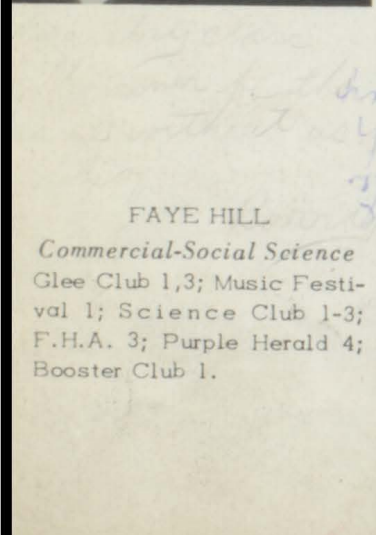 FAYE HILL
Commercial-Social Science
Glee Club 1,3; Music Festi-
val 1; Science Club 1-3;
F.H.A. 3; Purple Herald 4;
Booster Club 1.